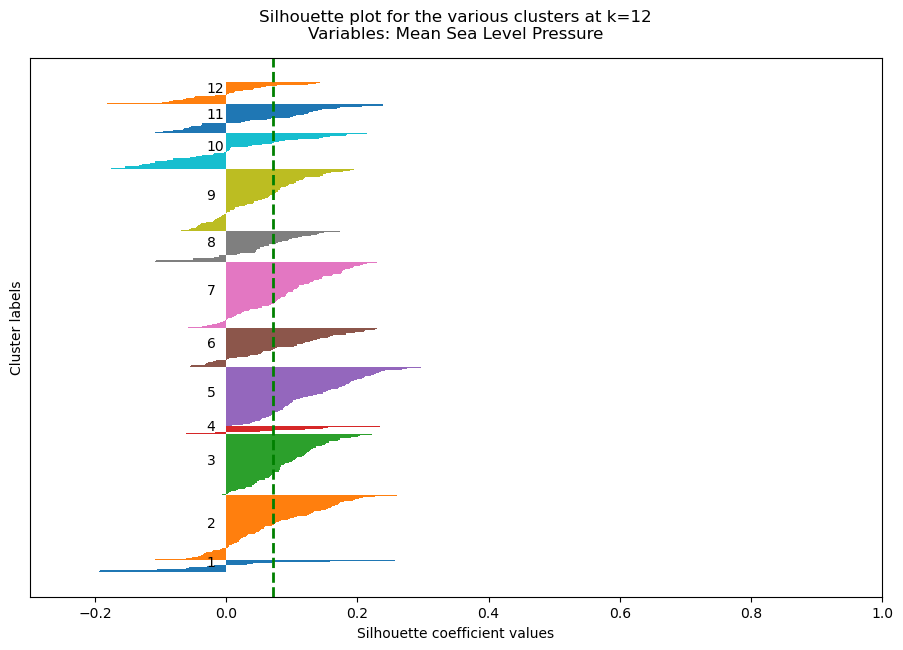 Silhouette plot for the various clusters at k=12
Variables: Mean Sea Level Pressure
12
11
10
9
8
7
6
5
4
3
2
1
Cluster labels
−0.2 0.0 0.2 0.4 0.6 0.8 1.0
Silhouette coefficient values